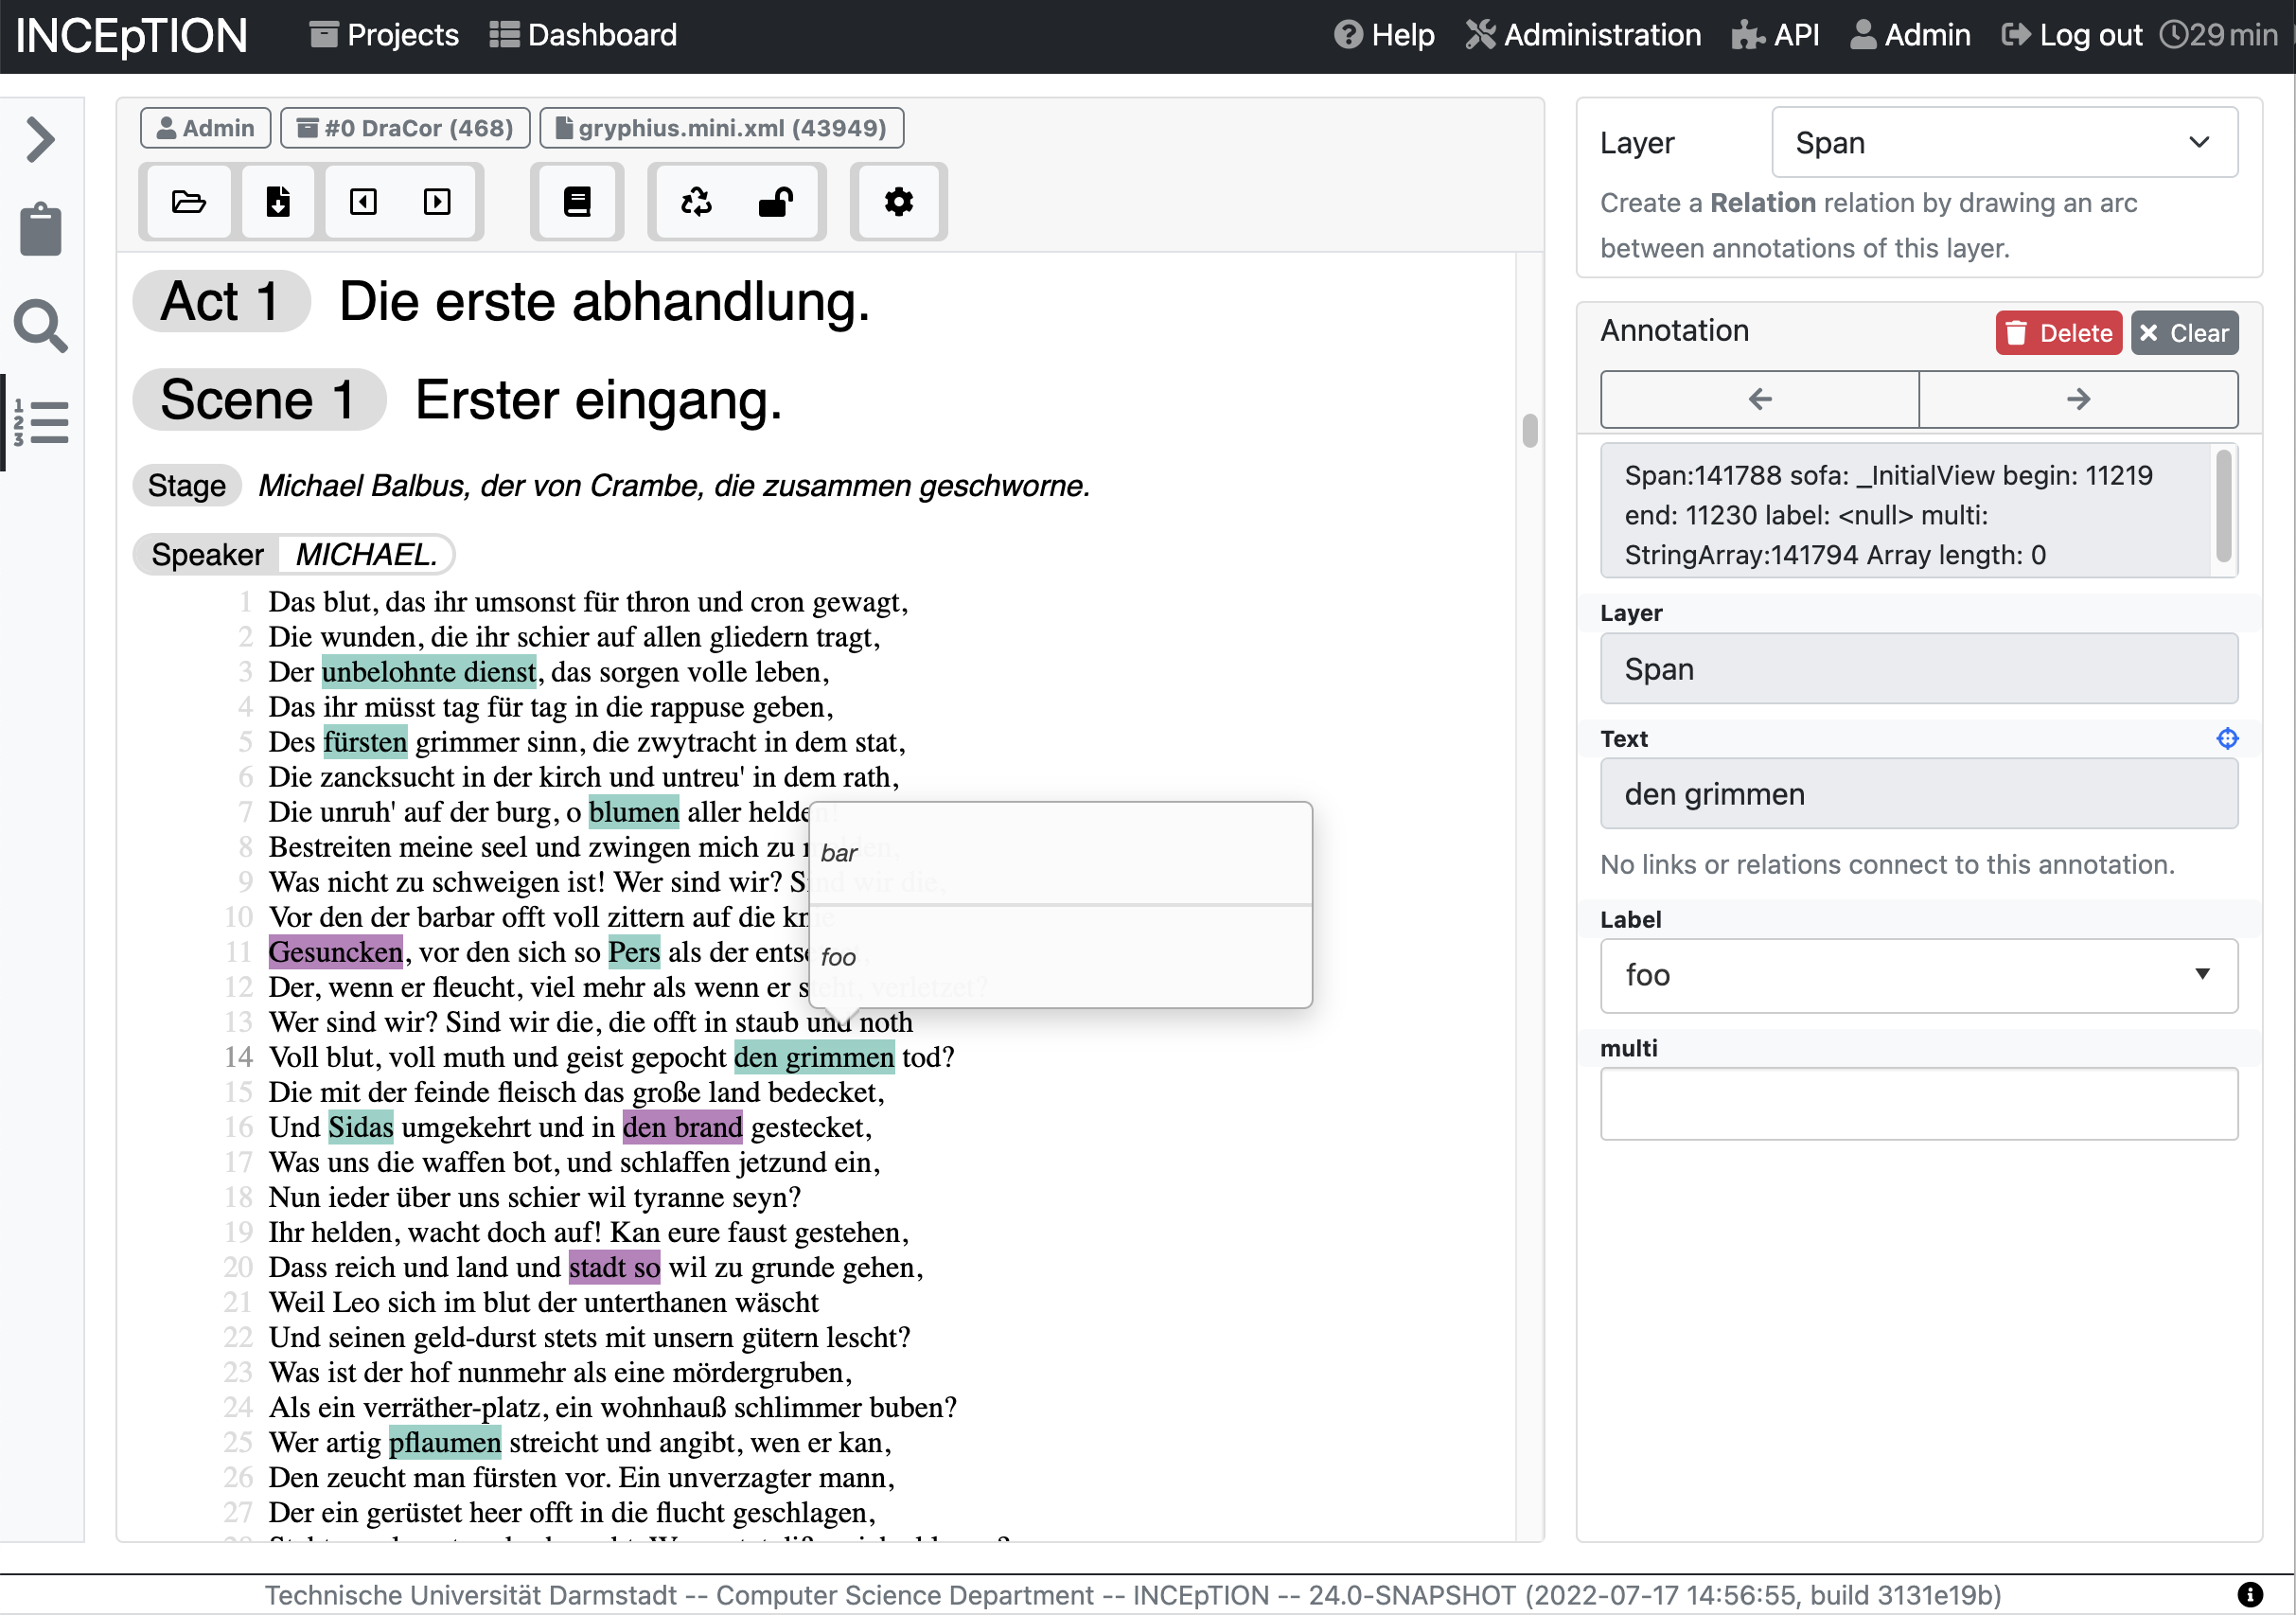 INCEpTION Projects Dashboard Help Administration API Admin Log out 29 min
Admin #0 DraCor (468) gryphius.mini.xml (43949)
Act 1 Die erste abhandlung.
Scene 1 Erster eingang.
Stage Michael Balbus, der von Crambe, die zusammen geschworne.
Speaker MICHAEL.
1 Das blut, das ihr umsonst für thron und cron gewagt,
2 Die wunden, die ihr schier auf allen gliedern tragt,
3 Der unbelohnte dienst, das sorgen volle leben,
4 Das ihr müsst tag für tag in die rappuse geben,
5 Des fürsten grimmer sinn, die zwytracht in dem stat,
6 Die zancksucht in der kirch und untreu' in dem rath,
7 Die unruh' auf der burg, o blumen aller helden!
8 Bestreiten meine seel und zwingen mich zu
9 Was nicht zu schweigen ist! Wer sind wir? Sind wir die,
10 Vor den der barbar offt voll zittern auf die knie
11 Gesuncken, vor den sich so Pers als der
12 Der, wenn er fleucht, viel mehr als wenn er steht, verletzet?
13 Wer sind wir? Sind wir die, die offt in staub und noth
14 Voll blut, voll muth und geist gepocht den grimmen tod?
15 Die mit der feinde fleisch das große land bedecket,
16 Und Sidas umgekehrt und in den brand gestecket,
17 Was uns die waffen bot, und schlaffen jetzund ein,
18 Nun ieder über uns schier wil tyranne seyn?
19 Ihr helden, wacht doch auf! Kan eure faust gestehen,
20 Dass reich und land und stadt so wil zu grunde gehen,
21 Weil Leo sich im blut der unterthanen wäscht
22 Und seinen geld-durst stets mit unsern gütern lescht?
23 Was ist der hof nunmehr als eine mördergruben,
24 Als ein verräther-platz, ein wohnhauß schlimmer buben?
25 Wer artig pflaumen streicht und angibt, wen er kan,
26 Den zeucht man fürsten vor. Ein unverzagter mann,
27 Der ein gerüstet heer offt in die flucht geschlagen,
bar
foo
Layer Span
Create a Relation relation by drawing an arc
between annotations of this layer.
Annotation Delete Clear
Span:141788 sofa: _InitialView begin: 11219
end: 11230 label: <null> multi:
StringArray:141794 Array length: 0
Layer
Span
Text
den grimmen
No links or relations connect to this annotation.
Label
foo
multi
Technische Universität Darmstadt -- Computer Science Department -- INCEpTION -- 24.0-SNAPSHOT (2022-07-17 14:56:55, build 3131e19b)